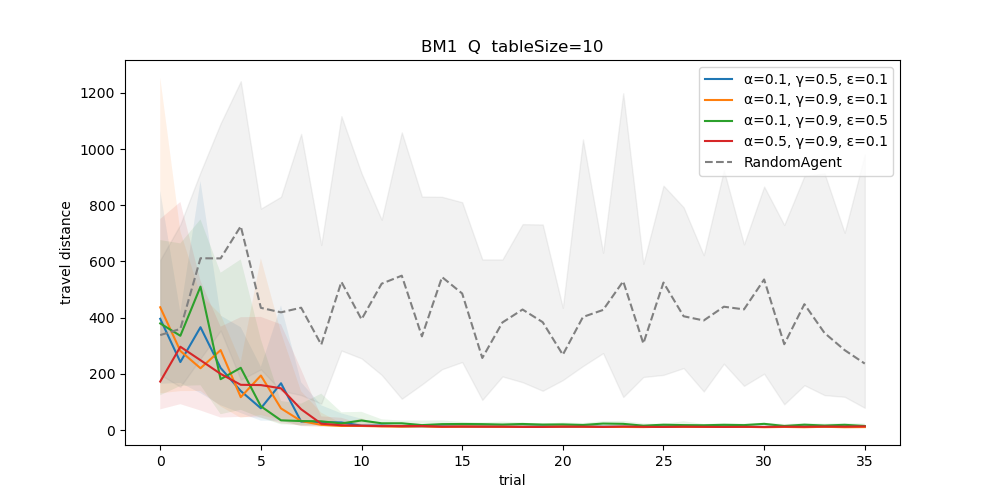 BM1  Q  tableSize=10
travel distance
1200
1000
800
600
400
200
0
α=0.1, γ=0.5, ε=0.1
α=0.1, γ=0.9, ε=0.1
α=0.1, γ=0.9, ε=0.5
α=0.5, γ=0.9, ε=0.1
RandomAgent
0 5 10 15 20 25 30 35
trial